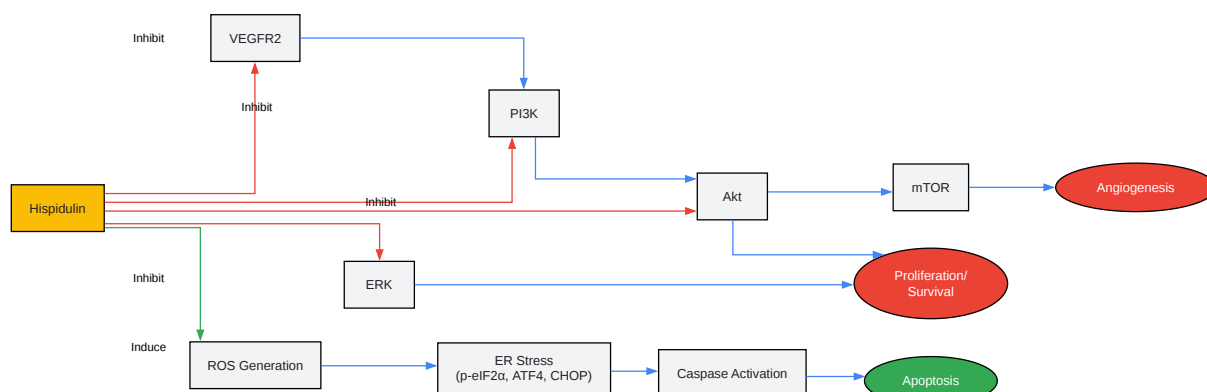 Inhibit
VEGFR2
Inhibit
PI3K
Hispidulin
Inhibit
Akt
mTOR
Angiogenesis
Inhibit
ERK
Proliferation/
Survival
Induce
ROS Generation
ER Stress
(p-eIF2α, ATF4, CHOP)
Caspase Activation
Apoptosis